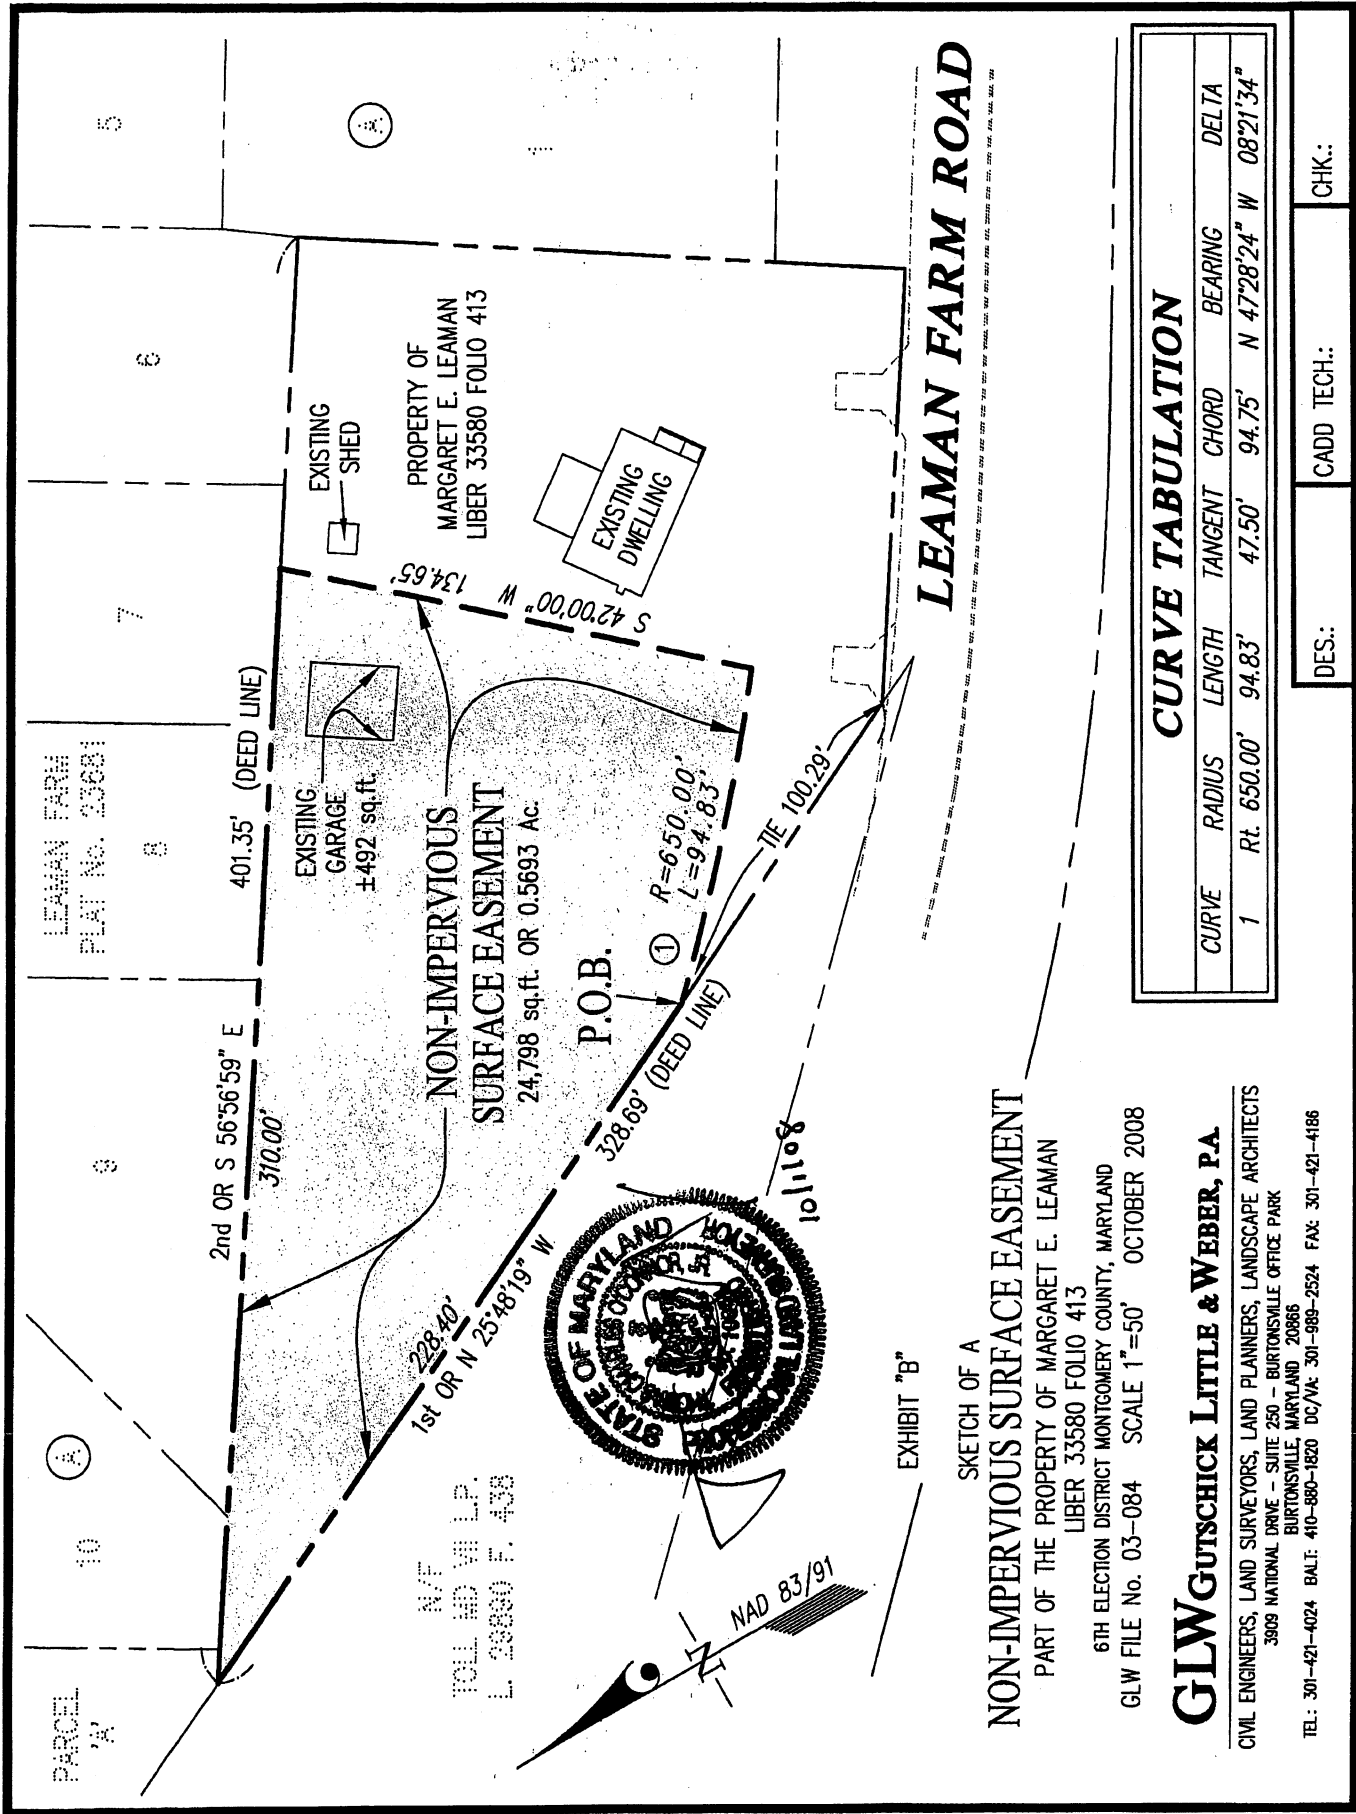 PARCEL
'A'
10
A
9
LEAMAN FARM
PLAT No. 23681
8
7
6
5
A
1
2nd OR S 56°56'59" E
310.00'
401.35' (DEED LINE)
EXISTING
GARAGE
±492 sq.ft.
EXISTING
SHED
PROPERTY OF
MARGARET E. LEAMAN
LIBER 33580 FOLIO 413
S 42°00'00" W
134.65'
EXISTING
DWELLING
NON-IMPERVIOUS
SURFACE EASEMENT
24,798 sq.ft. OR 0.5693 Ac.
P.O.B.
1
R=650.00'
L=94.83'
TIE 100.29'
328.69' (DEED LINE)
228.40'
1st OR N 25°48'19" W
N/F
TOLL MD VII L.P.
L. 29890 F. 438
STATE OF MARYLAND
PROFESSIONAL LAND SURVEYOR
10/11/08
LEAMAN FARM ROAD
NAD 83/91
N
EXHIBIT "B"
SKETCH OF A
NON-IMPERVIOUS SURFACE EASEMENT
PART OF THE PROPERTY OF MARGARET E. LEAMAN
LIBER 33580 FOLIO 413
6TH ELECTION DISTRICT MONTGOMERY COUNTY, MARYLAND
GLW FILE No. 03-084 SCALE 1"=50' OCTOBER 2008
GLWGUTSCHICK LITTLE & WEBER, P.A.
CIVIL ENGINEERS, LAND SURVEYORS, LAND PLANNERS, LANDSCAPE ARCHITECTS
3909 NATIONAL DRIVE - SUITE 250 - BURTONSVILLE OFFICE PARK
BURTONSVILLE, MARYLAND 20866
TEL: 301-421-4024 BALT: 410-880-1820 DC/VA: 301-989-2524 FAX: 301-421-4186
CURVE TABULATION
CURVE RADIUS LENGTH TANGENT CHORD BEARING DELTA
1 Rt. 650.00' 94.83' 47.50' 94.75' N 47°28'24" W 08°21'34"
DES.:
CADD TECH.:
CHK.: